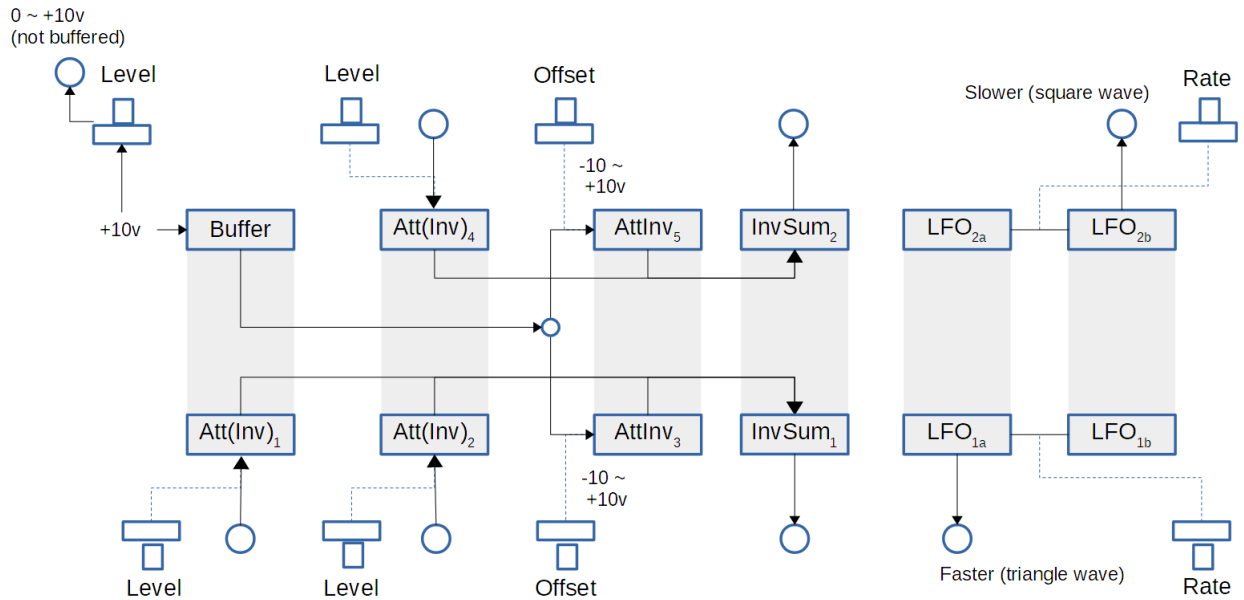 0 ~ +10v
(not buffered)
Level
Level
Offset
Slower (square wave)
Rate
-10 ~
+10v
+10v
Buffer
Att(Inv)4
AttInv5
InvSum2
LFO2a
LFO2b
Att(Inv)1
Att(Inv)2
AttInv3
InvSum1
LFO1a
LFO1b
-10 ~
+10v
Level
Level
Offset
Faster (triangle wave)
Rate